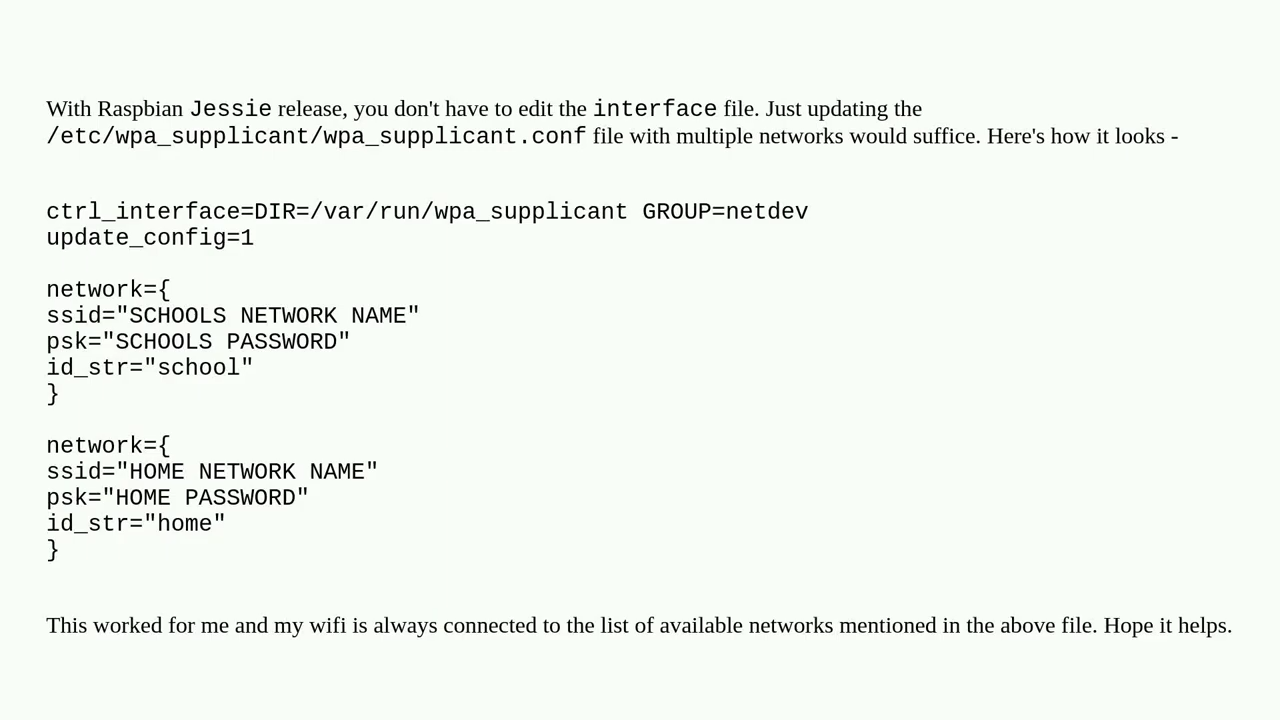 With Raspbian Jessie release, you don't have to edit the interface file. Just updating the
/etc/wpa_supplicant/wpa_supplicant.conf file with multiple networks would suffice. Here's how it looks -
ctrl_interface=DIR=/var/run/wpa_supplicant GROUP=netdev
update_config=1
network={
ssid="SCHOOLS NETWORK NAME"
psk="SCHOOLS PASSWORD"
id_str="school"
}
network={
ssid="HOME NETWORK NAME"
psk="HOME PASSWORD"
id_str="home"
}
This worked for me and my wifi is always connected to the list of available networks mentioned in the above file. Hope it helps.